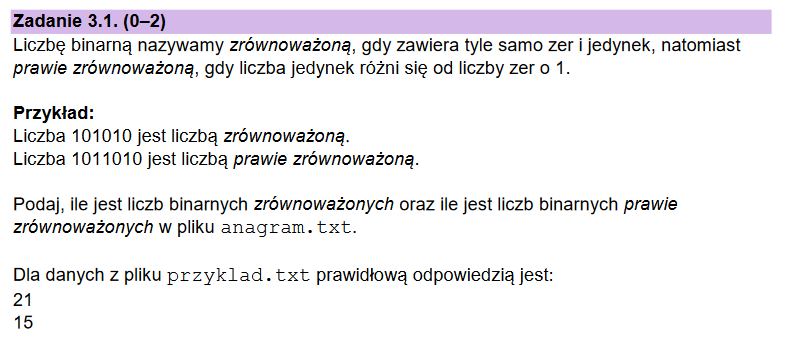 Zadanie 3.1. (0–2)
Liczbę binarną nazywamy zrównoważoną, gdy zawiera tyle samo zer i jedynek, natomiast
prawie zrównoważoną, gdy liczba jedynek różni się od liczby zer o 1.
Przykład:
Liczba 101010 jest liczbą zrównoważoną.
Liczba 1011010 jest liczbą prawie zrównoważoną.
Podaj, ile jest liczb binarnych zrównoważonych oraz ile jest liczb binarnych prawie
zrównoważonych w pliku anagram.txt.
Dla danych z pliku przyklad.txt prawidłową odpowiedzią jest:
21
15